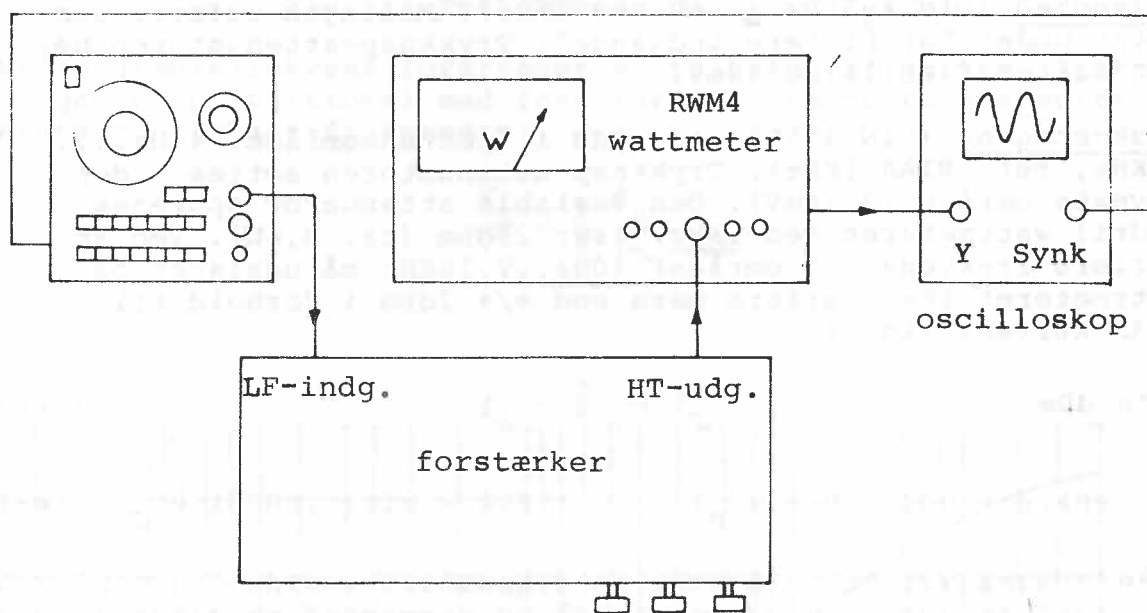 RWM4
wattmeter
W
Y Synk
oscilloskop
LF-indg.
HT-udg.
forstærker